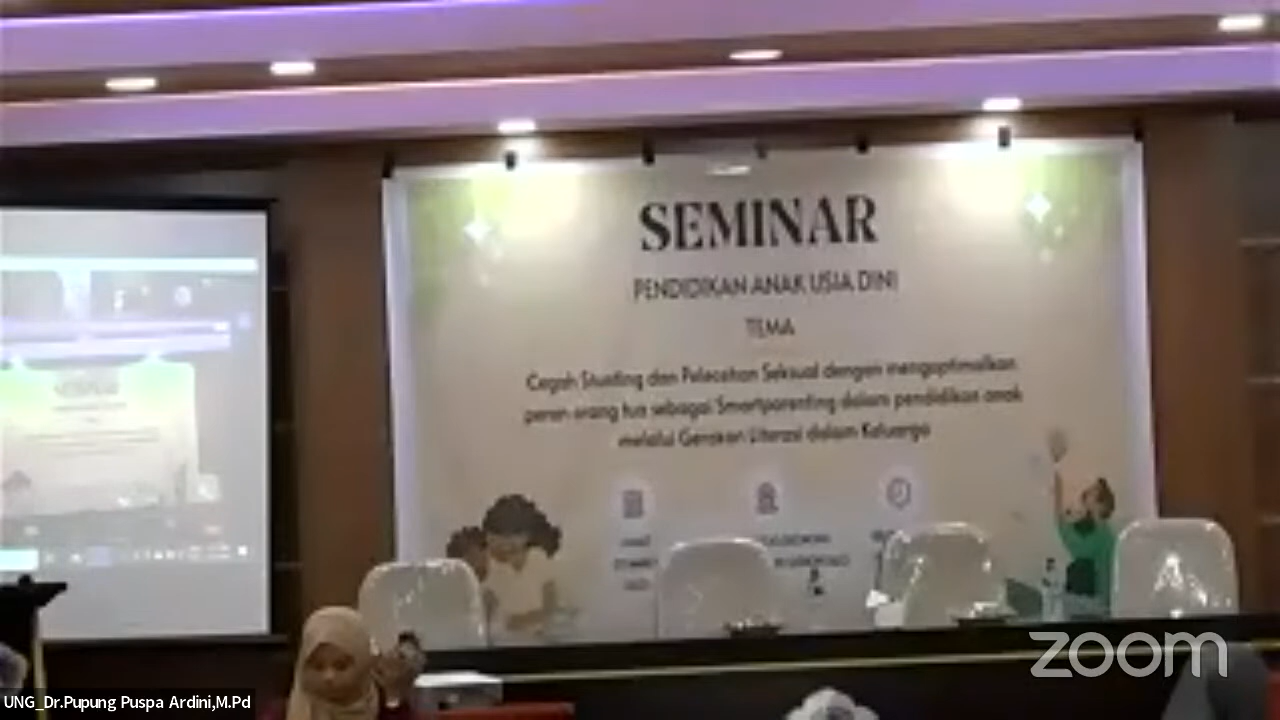 SEMINAR
PENDIDIKAN ANAK USIA DINI
TEMA
Cegah Stunting dan Pelecehan Seksual dengan mengoptimalkan
peran orang tua sebagai Smartparenting dalam pendidikan anak
melalui Gerakan Literasi dalam Keluarga
zoom
UNG_Dr.Pupung Puspa Ardini,M.Pd